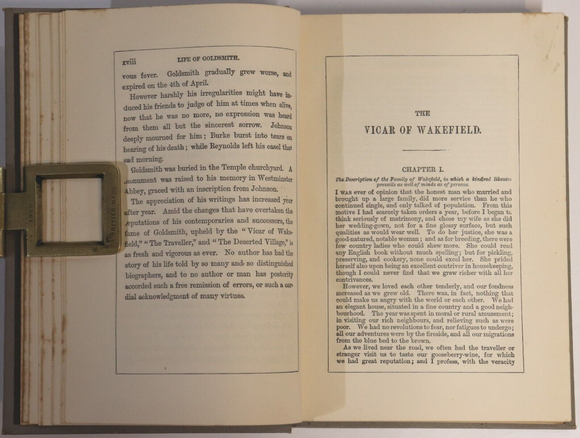 xviii LIFE OF GOLDSMITH.
vous fever. Goldsmith gradually grew worse, and
expired on the 4th of April.
However harshly his irregularities might have in-
duced his friends to judge of him at times when alive,
now that he was no more, no expression was heard
from them all but the sincerest sorrow. Johnson
deeply mourned for him; Burke burst into tears on
hearing of his death; while Reynolds left his easel that
sad morning.
Goldsmith was buried in the Temple churchyard. A
monument was raised to his memory in Westminster
Abbey, graced with an inscription from Johnson.
The appreciation of his writings has increased year
after year. Amid the changes that have overtaken the
reputations of his contemporaries and successors, the
fame of Goldsmith, upheld by the "Vicar of Wake-
field," "The Traveller," and "The Deserted Village," is
as fresh and vigorous as ever. No author has had the
story of his life told by so many and so distinguished
biographers, and to no author or man has posterity
accorded such a free remission of errors, or such a cor-
dial acknowledgment of many virtues.
THE
VICAR OF WAKEFIELD.
CHAPTER I.
The Description of the Family of Wakefield, in which a kindred likeness
prevails as well of minds as of persons.
I was ever of opinion that the honest man who married and
brought up a large family, did more service than he who
continued single, and only talked of population. From this
motive I had scarcely taken orders a year, before I began to
think seriously of matrimony, and chose my wife as she did
her wedding-gown, not for a fine glossy surface, but such
qualities as would wear well. To do her justice, she was a
good-natured, notable woman; and as for breeding, there were
few country ladies who could show more. She could read
any English book without much spelling; but for pickling,
preserving, and cookery, none could excel her. She prided
herself also upon being an excellent contriver in housekeeping,
though I could never find that we grew richer with all her
contrivances.
However, we loved each other tenderly, and our fondness
increased as we grew old. There was, in fact, nothing that
could make us angry with the world or each other. We had
an elegant house, situated in a fine country and a good neigh-
bourhood. The year was spent in moral or rural amusement;
in visiting our rich neighbours, and relieving such as were
poor. We had no revolutions to fear, nor fatigues to undergo;
all our adventures were by the fireside, and all our migrations
from the blue bed to the brown.
As we lived near the road, we often had the traveller or
stranger visit us to taste our gooseberry-wine, for which
we had great reputation; and I profess, with the veracity